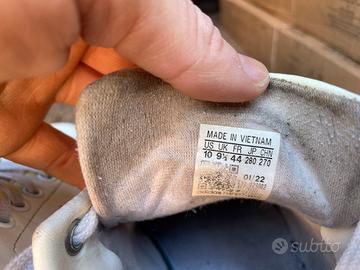 MADE IN VIETNAM
US UK FR JP CHN
10 9½ 44 280 270
01/22
subito